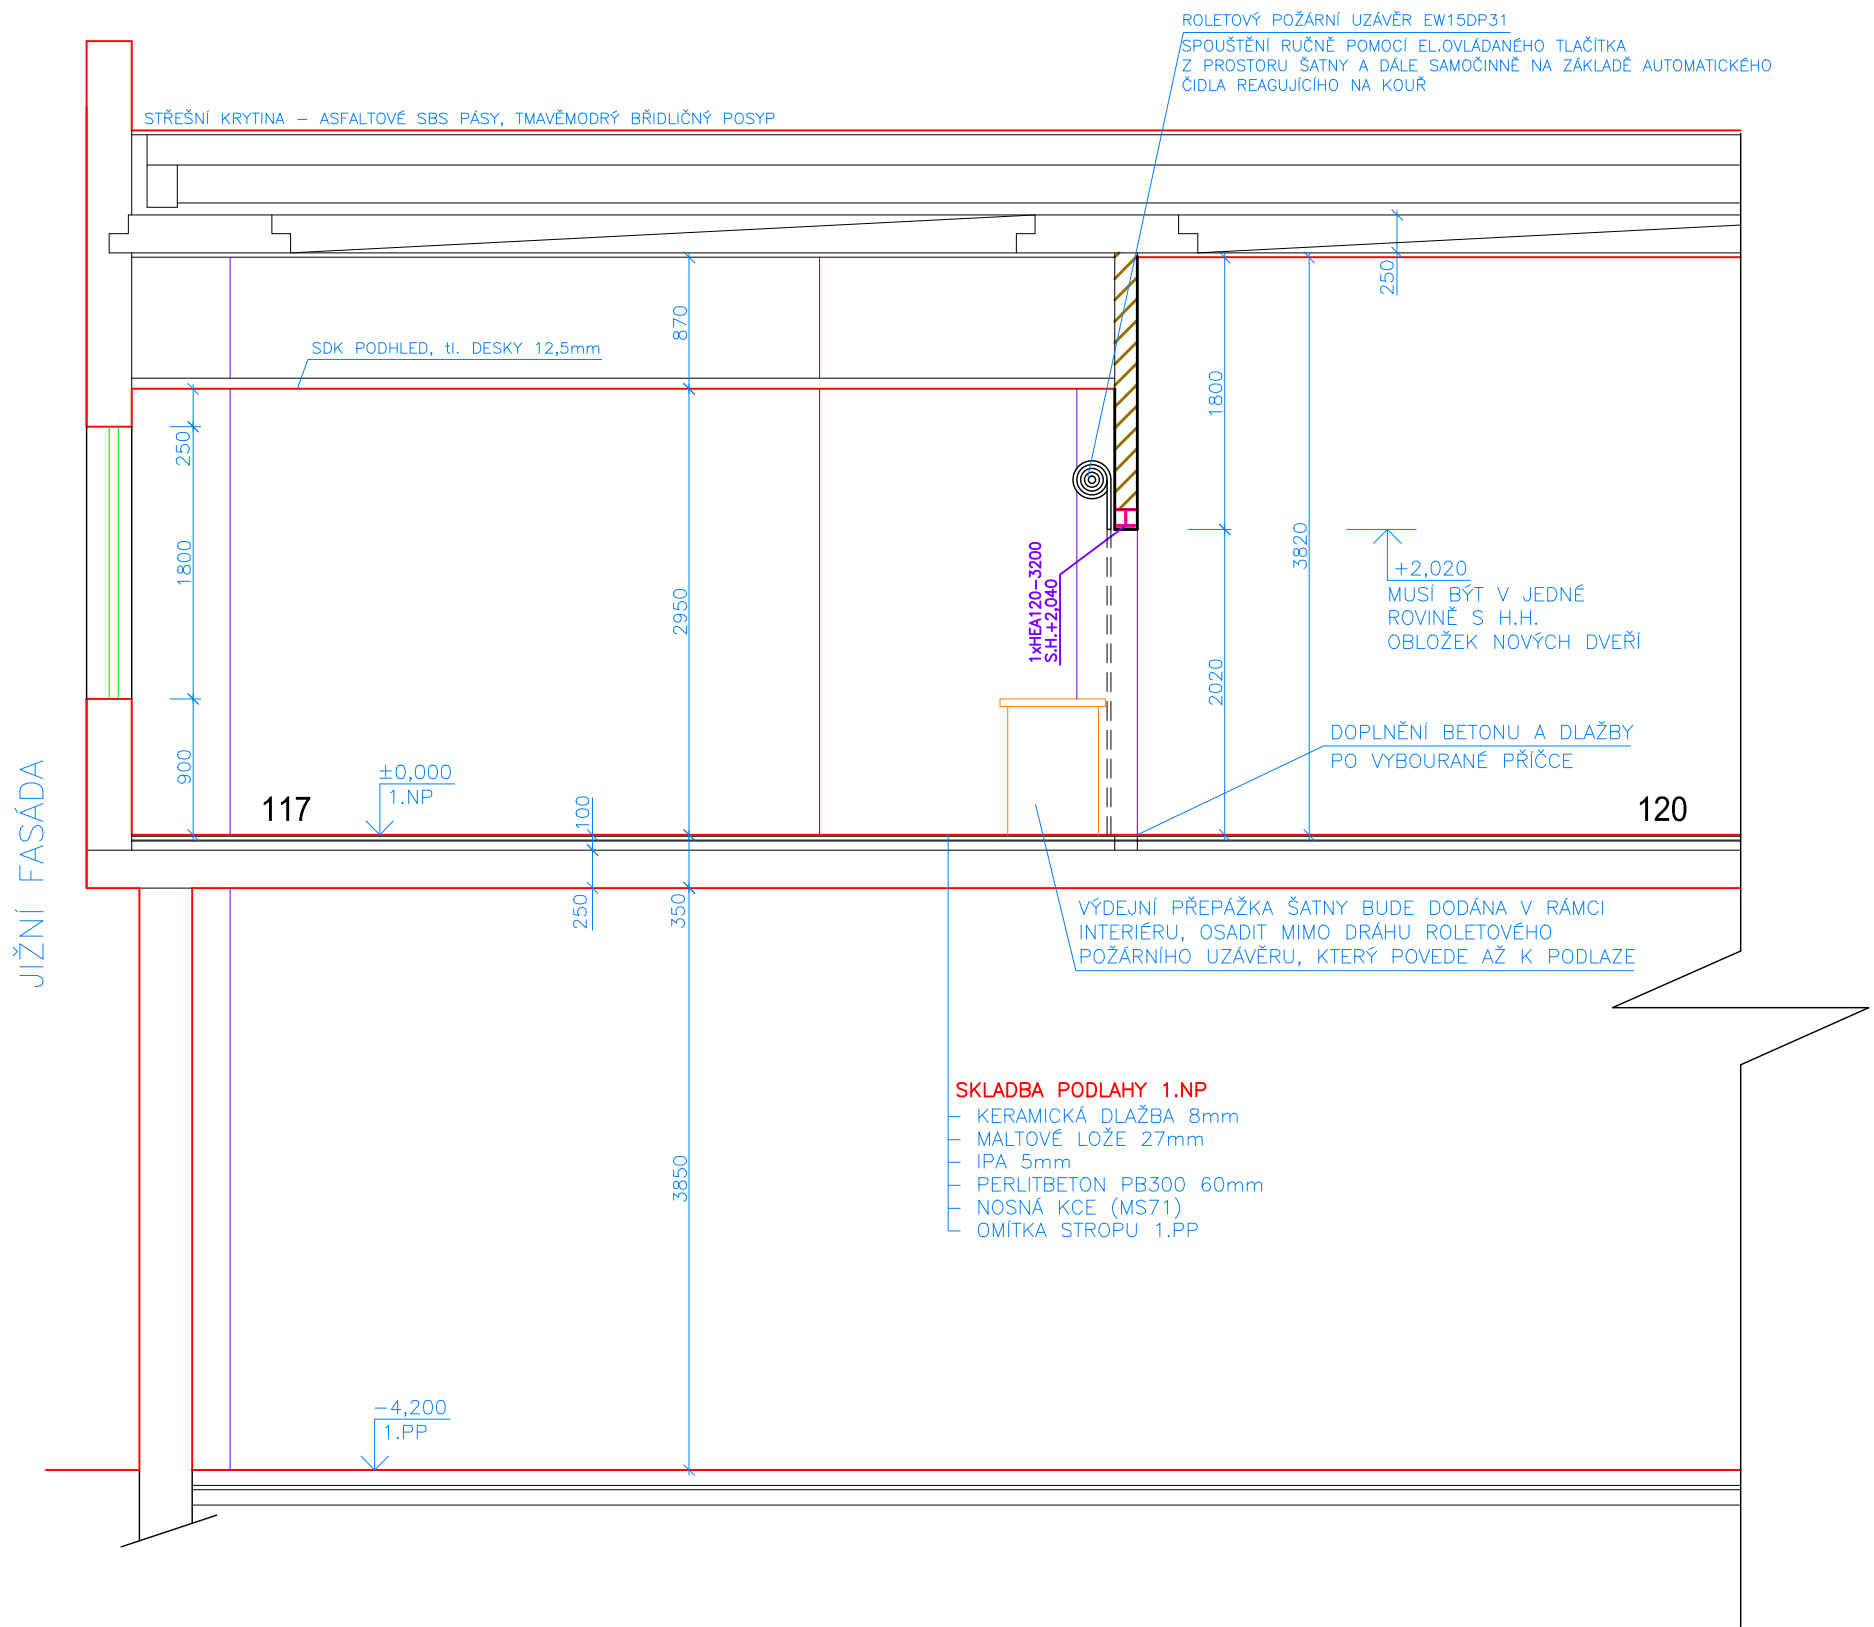 ROLETOVÝ POŽÁRNÍ UZÁVĚR EW15DP31
SPOUŠTĚNÍ RUČNĚ POMOCÍ EL.OVLÁDANÉHO TLAČÍTKA
Z PROSTORU ŠATNY A DÁLE SAMOČINNĚ NA ZÁKLADĚ AUTOMATICKÉHO
ČIDLA REAGUJÍCÍHO NA KOUŘ
STŘEŠNÍ KRYTINA – ASFALTOVÉ SBS PÁSY, TMAVĚMODRÝ BŘIDLIČNÝ POSYP
250
870
SDK PODHLED, tl. DESKY 12,5mm
1800
250
3820
1800
2950
1xHEA120–3200
S.H.+2,040
+2,020
MUSÍ BÝT V JEDNÉ
ROVINĚ S H.H.
OBLOŽEK NOVÝCH DVEŘÍ
2020
DOPLNĚNÍ BETONU A DLAŽBY
PO VYBOURANÉ PŘÍČCE
900
±0,000
1.NP
117
100
120
JIŽNÍ FASÁDA
250
350
VÝDEJNÍ PŘEPÁŽKA ŠATNY BUDE DODÁNA V RÁMCI
INTERIÉRU, OSADIT MIMO DRÁHU ROLETOVÉHO
POŽÁRNÍHO UZÁVĚRU, KTERÝ POVEDE AŽ K PODLAZE
SKLADBA PODLAHY 1.NP
– KERAMICKÁ DLAŽBA 8mm
– MALTOVÉ LOŽE 27mm
– IPA 5mm
– PERLITBETON PB300 60mm
– NOSNÁ KCE (MS71)
– OMÍTKA STROPU 1.PP
3850
–4,200
1.PP